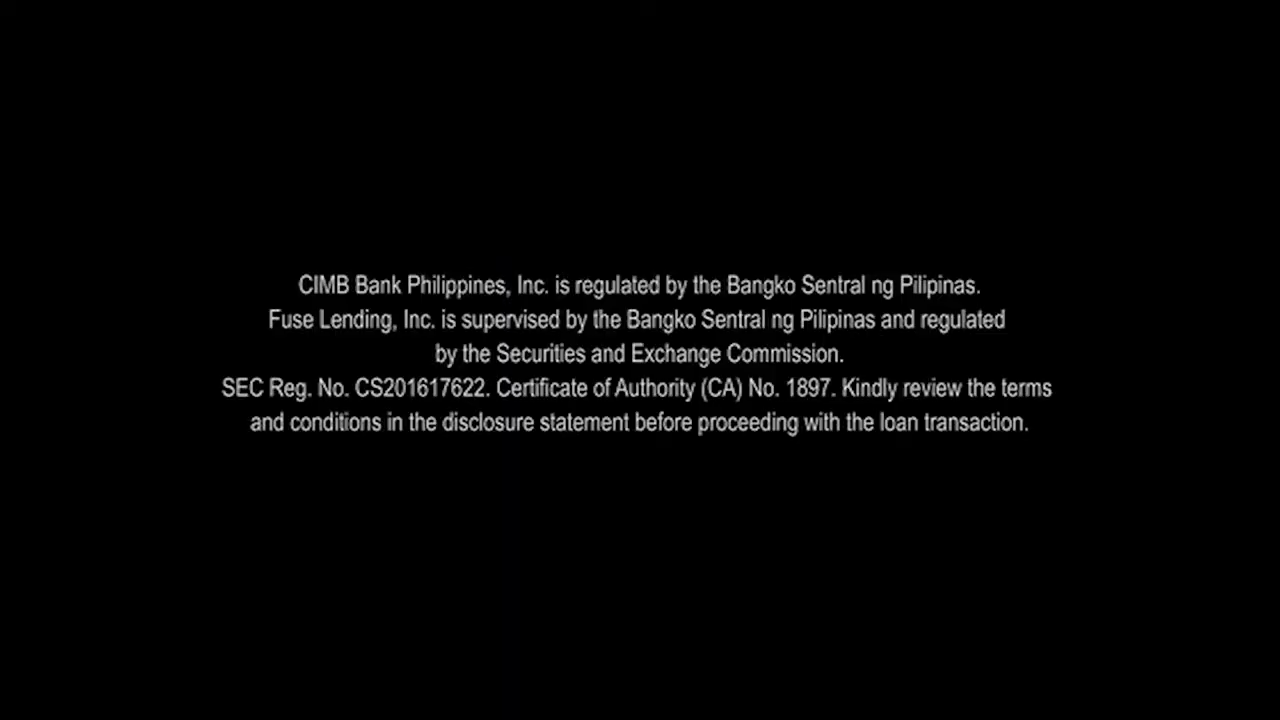 CIMB Bank Philippines, Inc. is regulated by the Bangko Sentral ng Pilipinas.
Fuse Lending, Inc. is supervised by the Bangko Sentral ng Pilipinas and regulated
by the Securities and Exchange Commission.
SEC Reg. No. CS201617622. Certificate of Authority (CA) No. 1897. Kindly review the terms
and conditions in the disclosure statement before proceeding with the loan transaction.